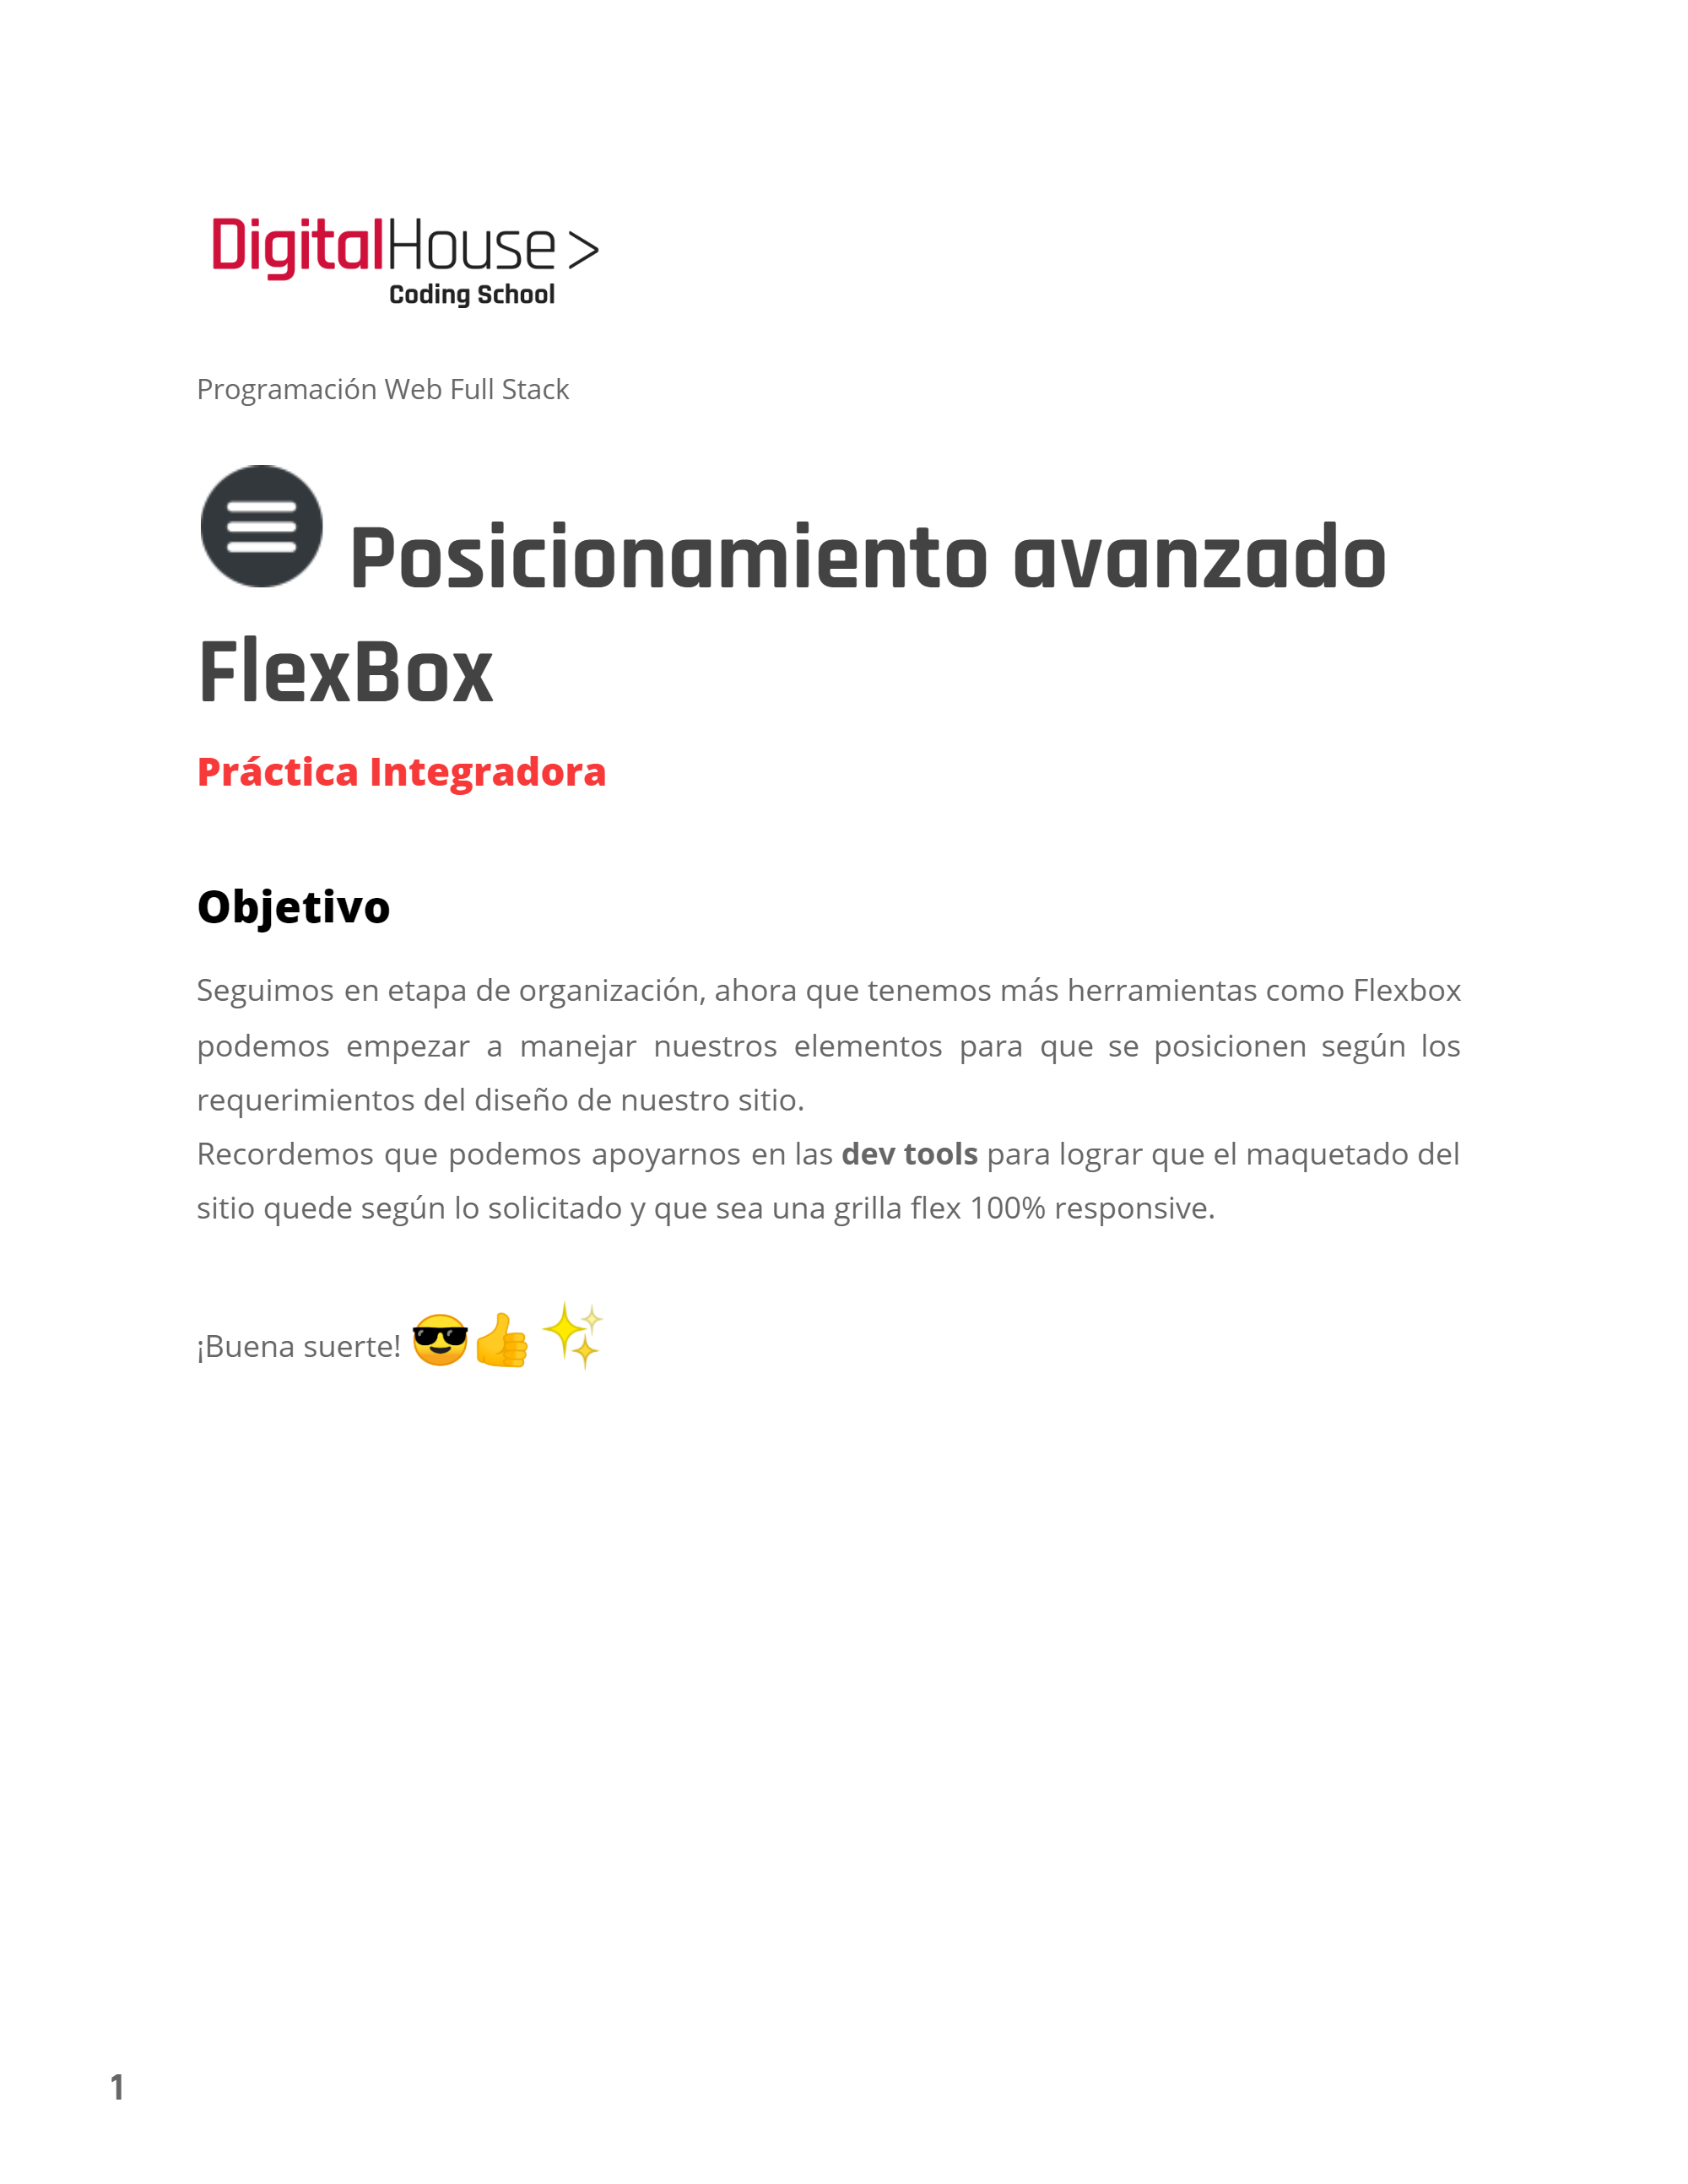 DigitalHouse >
Coding School
Programación Web Full Stack
Posicionamiento avanzado
FlexBox
Práctica Integradora
Objetivo
Seguimos en etapa de organización, ahora que tenemos más herramientas como Flexbox
podemos empezar a manejar nuestros elementos para que se posicionen según los
requerimientos del diseño de nuestro sitio.
Recordemos que podemos apoyarnos en las dev tools para lograr que el maquetado del
sitio quede según lo solicitado y que sea una grilla flex 100% responsive.
¡Buena suerte! 😎👍✨
1